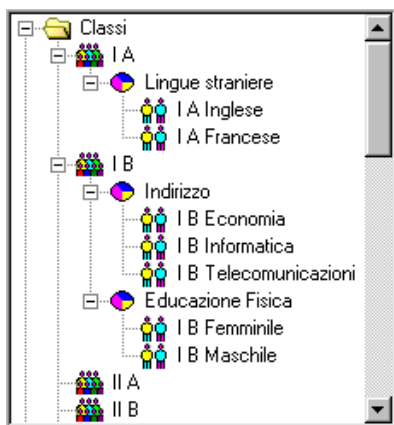 Classi
I A
Lingue straniere
I A Inglese
I A Francese
I B
Indirizzo
I B Economia
I B Informatica
I B Telecomunicazioni
Educazione Fisica
I B Femminile
I B Maschile
II A
II B